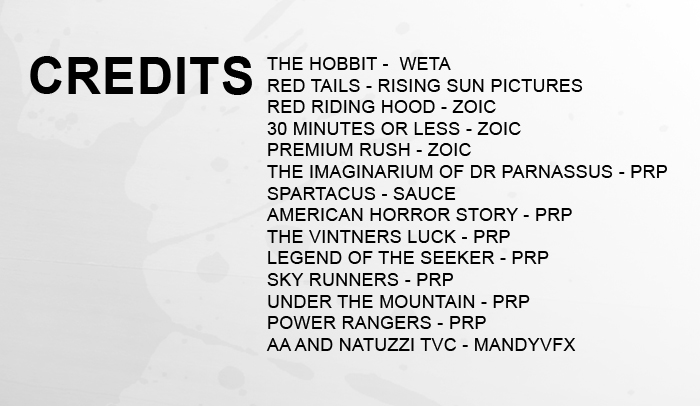 CREDITS
THE HOBBIT -  WETA
RED TAILS - RISING SUN PICTURES
RED RIDING HOOD - ZOIC
30 MINUTES OR LESS - ZOIC
PREMIUM RUSH - ZOIC
THE IMAGINARIUM OF DR PARNASSUS - PRP
SPARTACUS - SAUCE
AMERICAN HORROR STORY - PRP
THE VINTNERS LUCK - PRP
LEGEND OF THE SEEKER - PRP
SKY RUNNERS - PRP
UNDER THE MOUNTAIN - PRP
POWER RANGERS - PRP
AA AND NATUZZI TVC - MANDYVFX